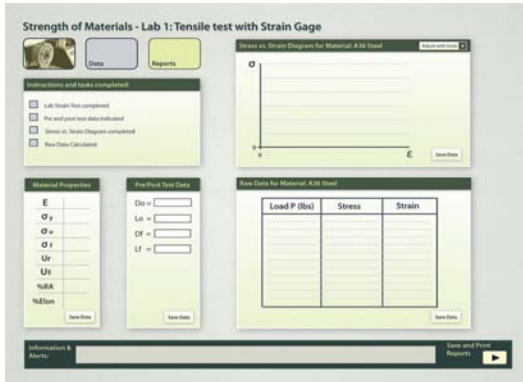 Strength of Materials - Lab 1: Tensile test with Strain Gage
Data
Reports
Instructions and tasks completed:
Lab Strain Test completed
Pre and post test data indicated
Stress vs. Strain Diagram completed
Raw Data Calculated
Stress vs. Strain Diagram for Material: A36 Steel
σ
0
0
ε
Save Data
Material Properties
E
σy
σu
σf
Ur
%RA
%Elon
Save Data
Pre/Post Test Data
Do =
Lo =
Df =
Lf =
Save Data
Raw Data for Material: A36 Steel
Load P (lbs) Stress Strain
Save Data
Information &
Alerts:
Save and Print
Reports